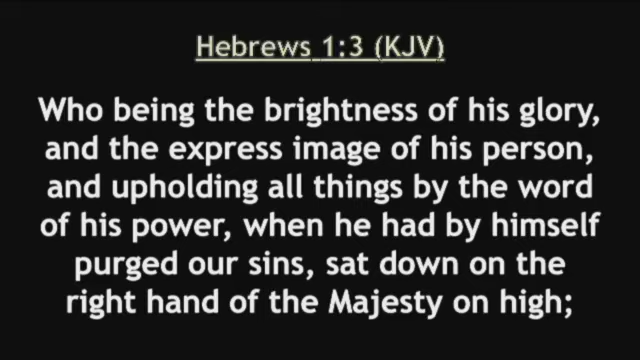 Hebrews 1:3 (KJV)
Who being the brightness of his glory,
and the express image of his person,
and upholding all things by the word
of his power, when he had by himself
purged our sins, sat down on the
right hand of the Majesty on high;